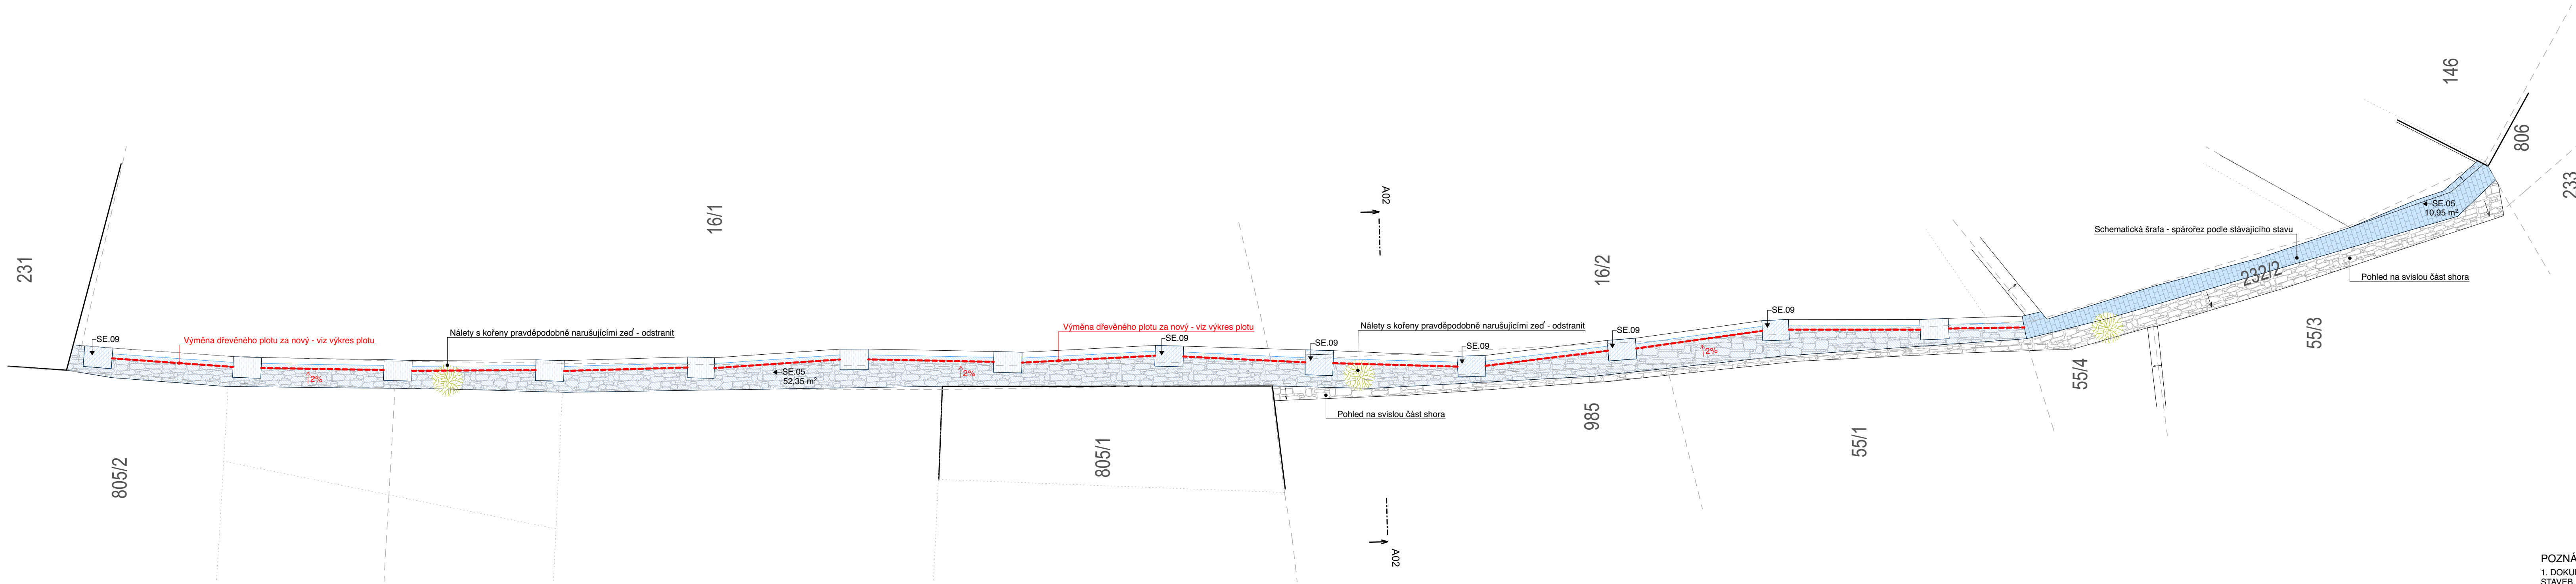 146
806
233
A02
16/1
16/2
231
SE.05
10,95 m²
Schematická šrafa - spárořez podle stávajícího stavu
232/2
Pohled na svislou část shora
55/3
SE.09
Výměna dřevěného plotu za nový - viz výkres plotu
Nálety s kořeny pravděpodobně narušujícími zeď - odstranit
Výměna dřevěného plotu za nový - viz výkres plotu
SE.09
SE.09
Nálety s kořeny pravděpodobně narušujícími zeď - odstranit
SE.09
SE.09
SE.09
2%
SE.05
52,35 m²
2%
2%
55/4
Pohled na svislou část shora
985
55/1
805/2
805/1
A02
POZNÁ
1. DOKU
STAVEB